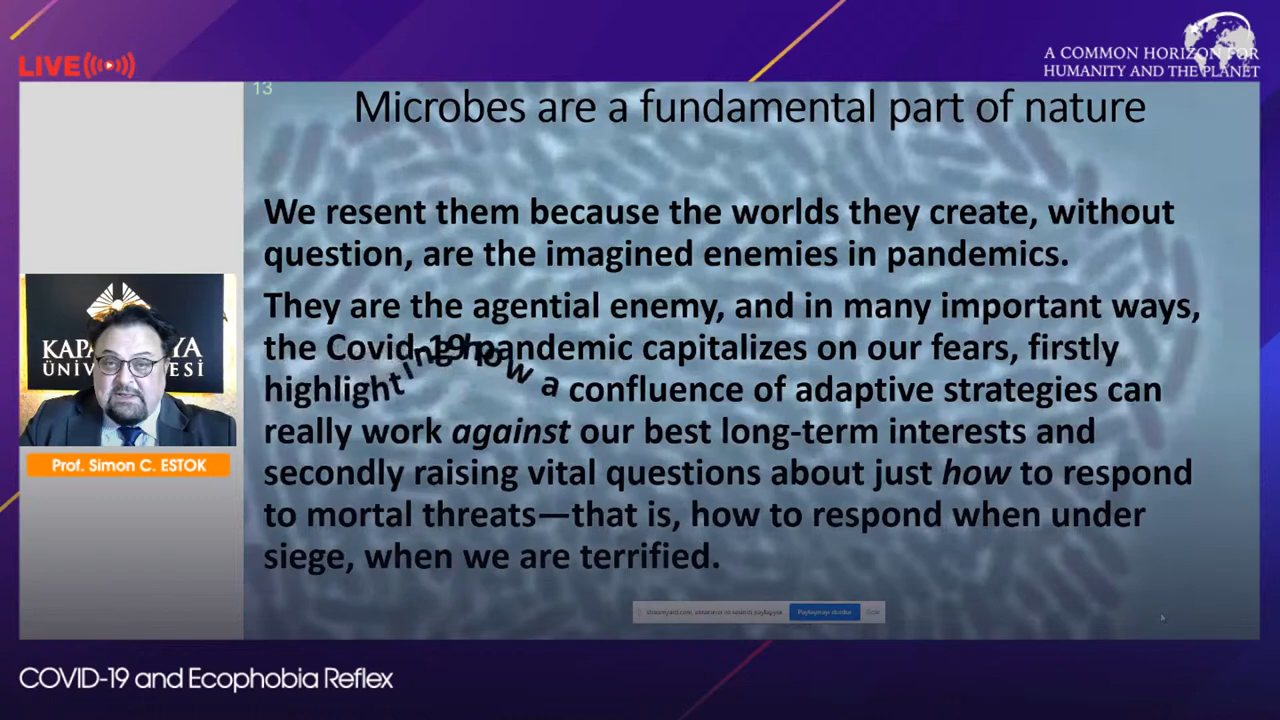 LIVE
A COMMON HORIZON FOR
HUMANITY AND THE PLANET
13
Microbes are a fundamental part of nature
We resent them because the worlds they create, without
question, are the imagined enemies in pandemics.
They are the agential enemy, and in many important ways,
the Covid-19 pandemic capitalizes on our fears, firstly
highlighting how a confluence of adaptive strategies can
really work against our best long-term interests and
secondly raising vital questions about just how to respond
to mortal threats—that is, how to respond when under
siege, when we are terrified.
KAPA YA
ÜNİV ESİ
Prof. Simon C. ESTOK
Paylaşmayı durdur
COVID-19 and Ecophobia Reflex